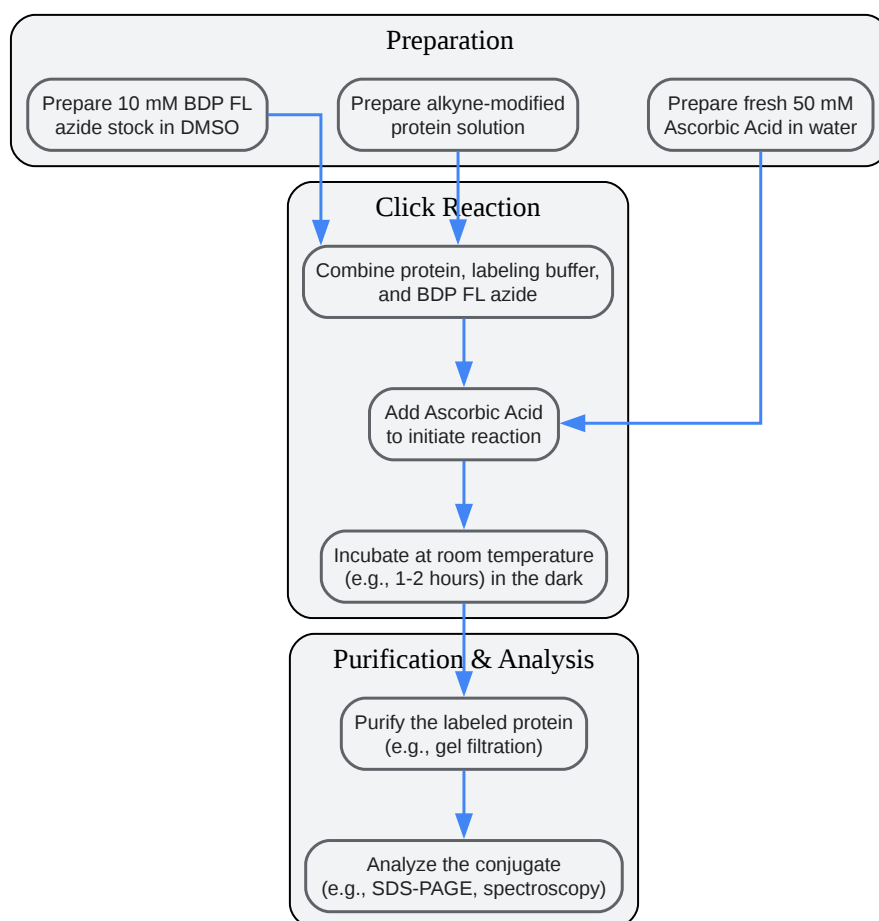 Preparation
Prepare 10 mM BDP FL
azide stock in DMSO
Prepare alkyne-modified
protein solution
Prepare fresh 50 mM
Ascorbic Acid in water
Click Reaction
Combine protein, labeling buffer,
and BDP FL azide
Add Ascorbic Acid
to initiate reaction
Incubate at room temperature
(e.g., 1-2 hours) in the dark
Purification & Analysis
Purify the labeled protein
(e.g., gel filtration)
Analyze the conjugate
(e.g., SDS-PAGE, spectroscopy)